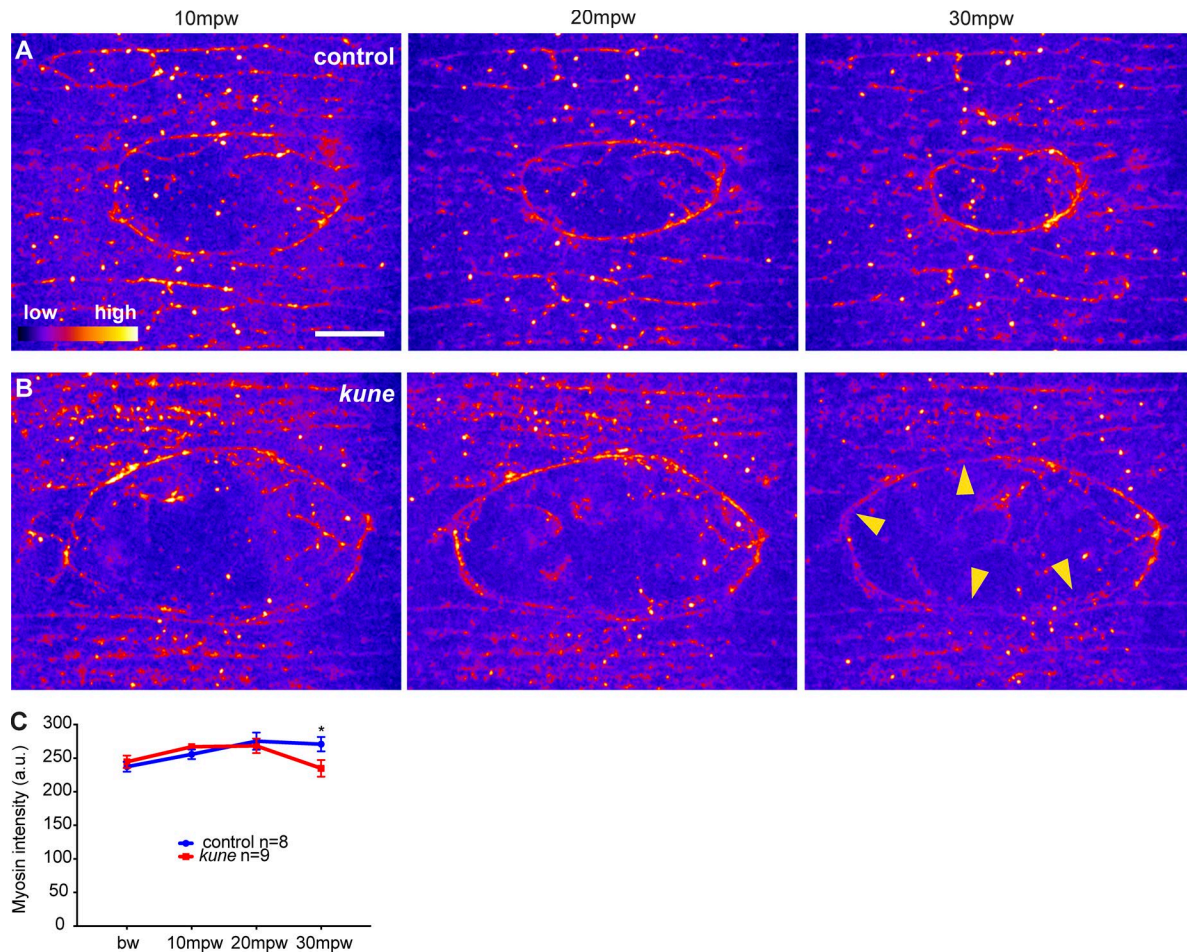 10mpw 20mpw 30mpw
A control
low high
B kune
C
300
250
200
150
100
50
0
Myosin intensity (a.u.)
*
control n=8
kune n=9
bw 10mpw 20mpw 30mpw